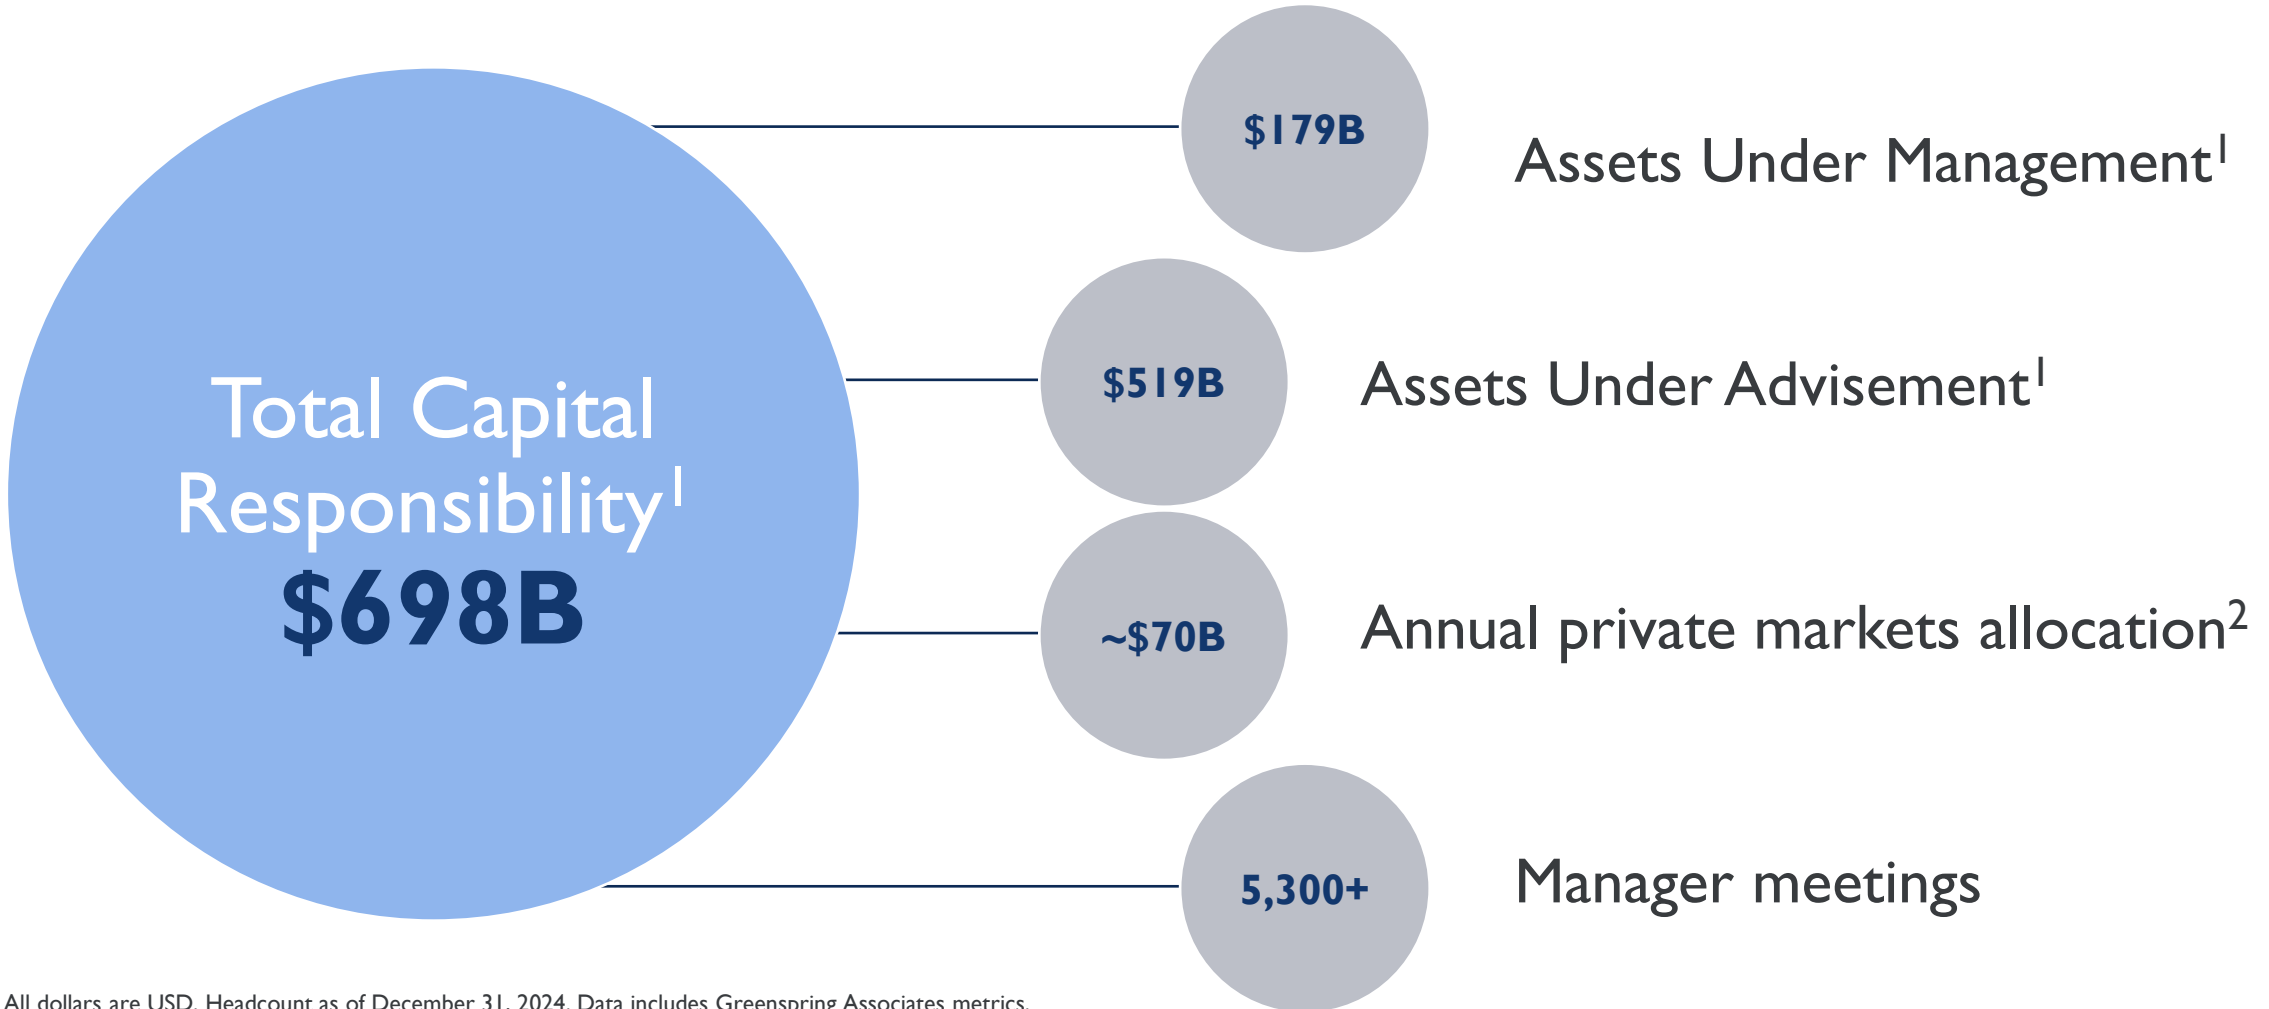 Total Capital
Responsibility¹
$698B
$179B
Assets Under Management¹
$519B
Assets Under Advisement¹
~$70B
Annual private markets allocation²
5,300+
Manager meetings
All dollars are USD. Headcount as of December 31, 2024. Data includes Greenspring Associates metrics.